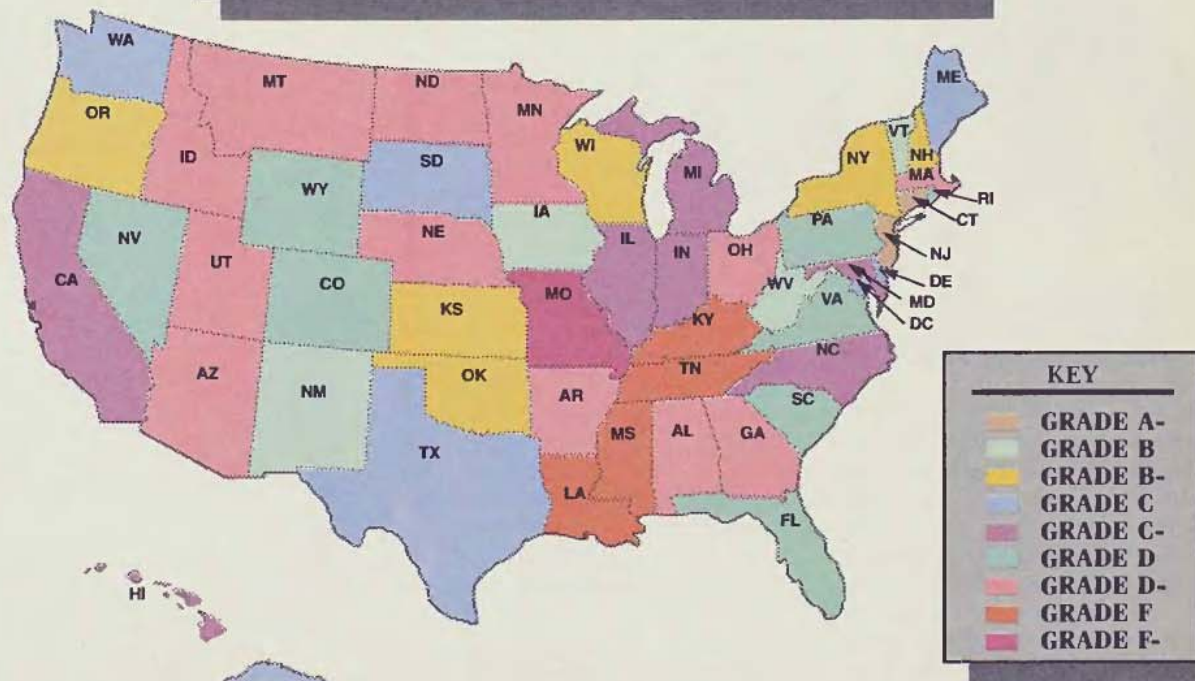 WA
ME
MT
ND
MN
OR
VT
ID
WI
NY
NH
SD
MA
WY
MI
RI
IA
PA
CT
NV
NE
IL
IN
OH
NJ
UT
CO
WV
DE
CA
MO
VA
MD
KS
KY
DC
NC
AZ
OK
TN
NM
AR
SC
MS
AL
GA
TX
LA
FL
HI
KEY
GRADE A-
GRADE B
GRADE B-
GRADE C
GRADE C-
GRADE D
GRADE D-
GRADE F
GRADE F-